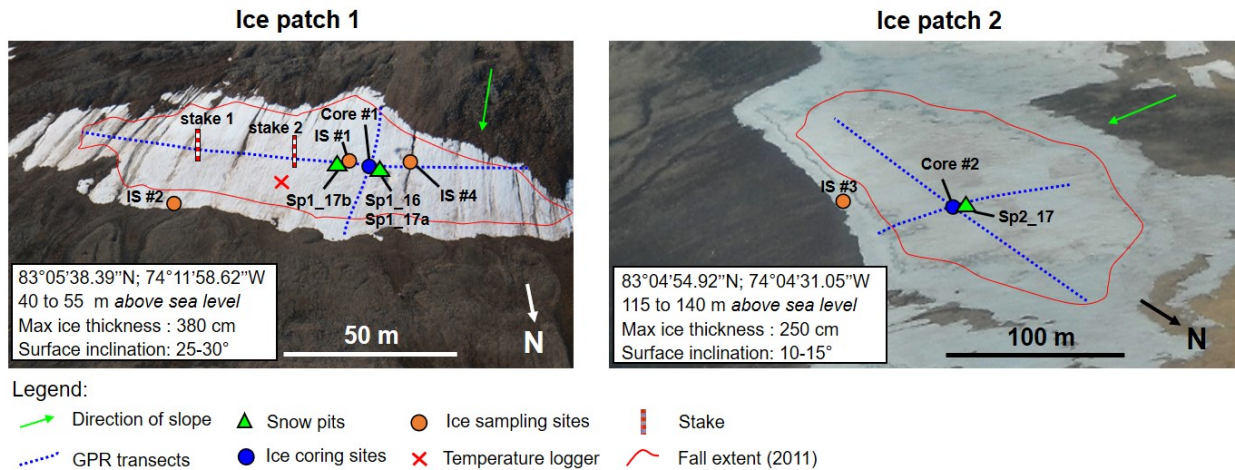 Ice patch 1
Ice patch 2
stake 1
stake 2
Core #1
IS #1
IS #2
Sp1_17b
Sp1_16
Sp1_17a
IS #4
83°05'38.39''N; 74°11'58.62''W
40 to 55 m above sea level
Max ice thickness : 380 cm
Surface inclination: 25-30°
50 m
N
Core #2
IS #3
Sp2_17
83°04'54.92''N; 74°04'31.05''W
115 to 140 m above sea level
Max ice thickness : 250 cm
Surface inclination: 10-15°
100 m
N
Legend:
Direction of slope
Snow pits
Ice sampling sites
Stake
GPR transects
Ice coring sites
Temperature logger
Fall extent (2011)